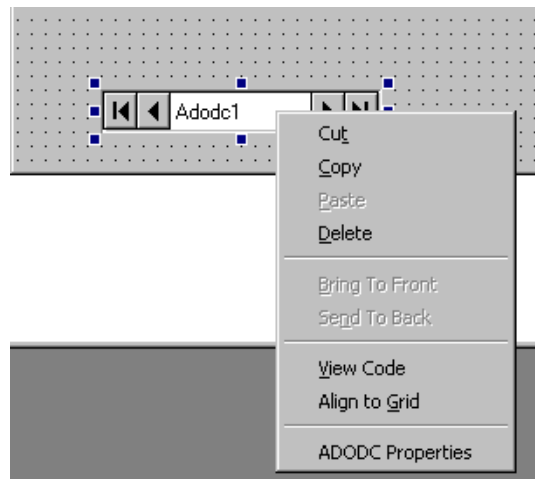 Adodc1
Cut
Copy
Paste
Delete
Bring To Front
Send To Back
View Code
Align to Grid
ADODC Properties